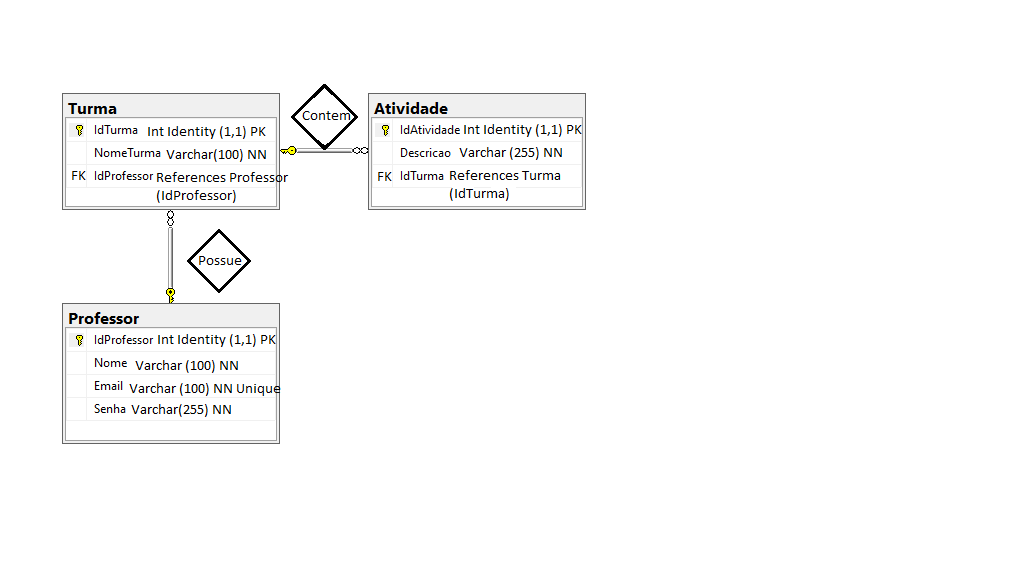 Turma
IdTurma Int Identity (1,1) PK
NomeTurma Varchar(100) NN
FK IdProfessor References Professor
(IdProfessor)
Contem
Atividade
IdAtividade Int Identity (1,1) PK
Descricao Varchar (255) NN
FK IdTurma References Turma
(IdTurma)
Possue
Professor
IdProfessor Int Identity (1,1) PK
Nome Varchar (100) NN
Email Varchar (100) NN Unique
Senha Varchar(255) NN